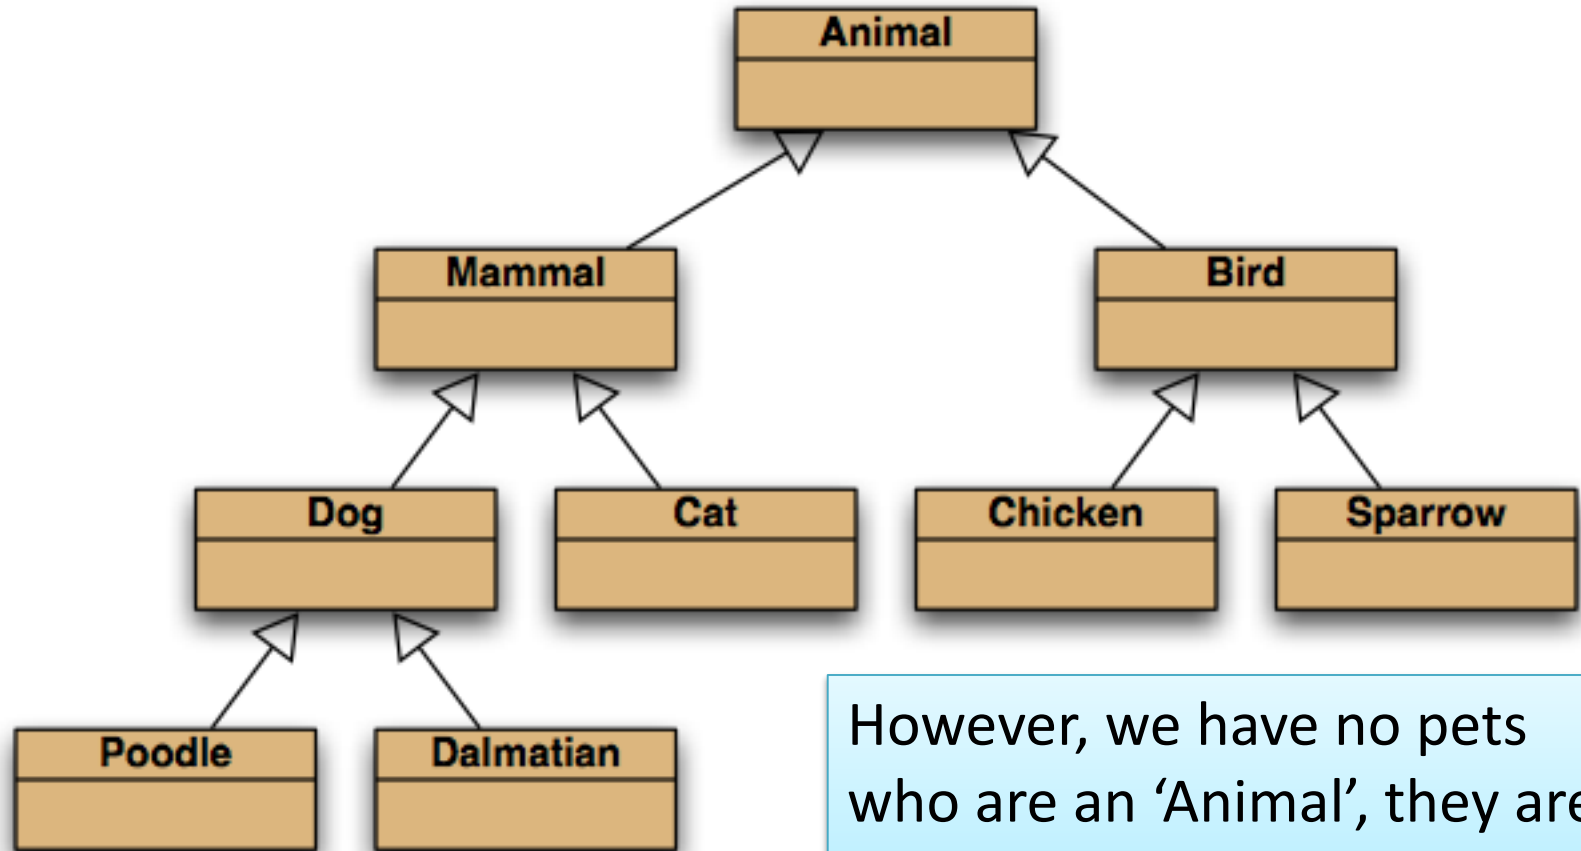 Animal
Mammal
Bird
Dog
Cat
Chicken
Sparrow
Poodle
Dalmatian
However, we have no pets
who are an ‘Animal’, they are